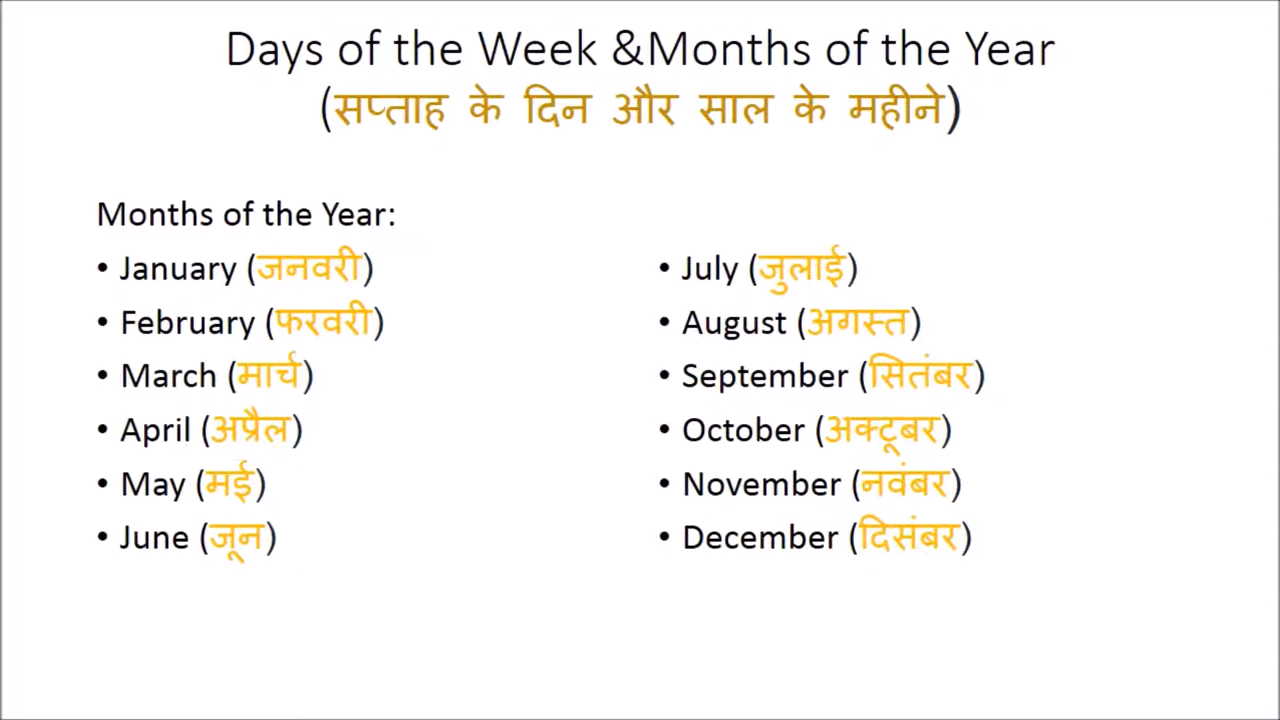 Days of the Week &Months of the Year
(सप्ताह के दिन और साल के महीने)
Months of the Year:
• January (जनवरी)
• February (फरवरी)
• March (मार्च)
• April (अप्रैल)
• May (मई)
• June (जून)
• July (जुलाई)
• August (अगस्त)
• September (सितंबर)
• October (अक्टूबर)
• November (नवंबर)
• December (दिसंबर)